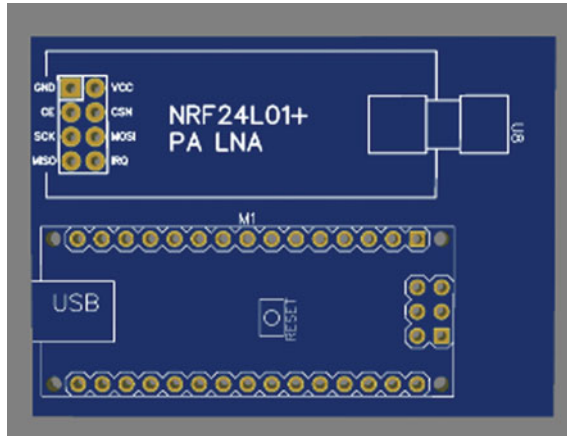 GND VCC
CE CSN
SCK MOSI
MISO IRQ
NRF24L01+
PA LNA
U8
M1
USB
RESET